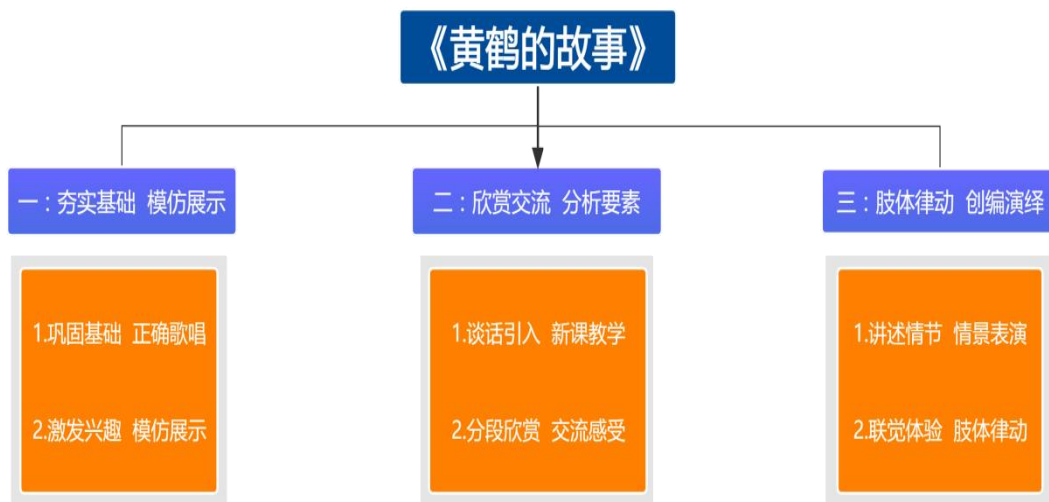 《黄鹤的故事》
一：夯实基础 模仿展示
1.巩固基础 正确歌唱
2.激发兴趣 模仿展示
二：欣赏交流 分析要素
1.谈话引入 新课教学
2.分段欣赏 交流感受
三：肢体律动 创编演绎
1.讲述情节 情景表演
2.联觉体验 肢体律动